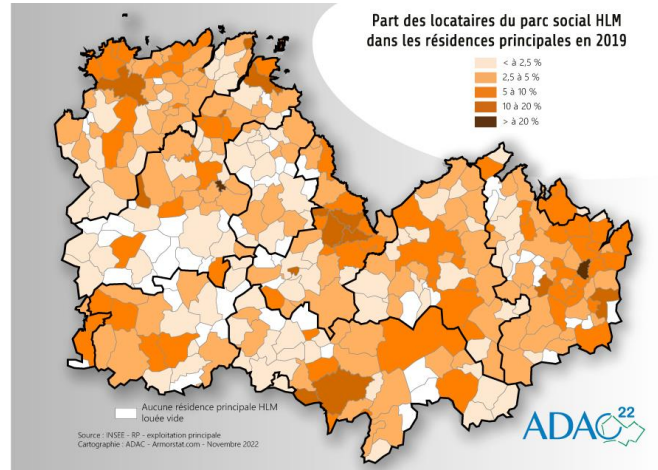 Part des locataires du parc social HLM
dans les résidences principales en 2019
< à 2,5 %
2,5 à 5 %
5 à 10 %
10 à 20 %
> à 20 %
Aucune résidence principale HLM
louée vide
Source : INSEE - RP - exploitation principale
Cartographie : ADAC - Armorstat.com - Novembre 2022
ADAC 22